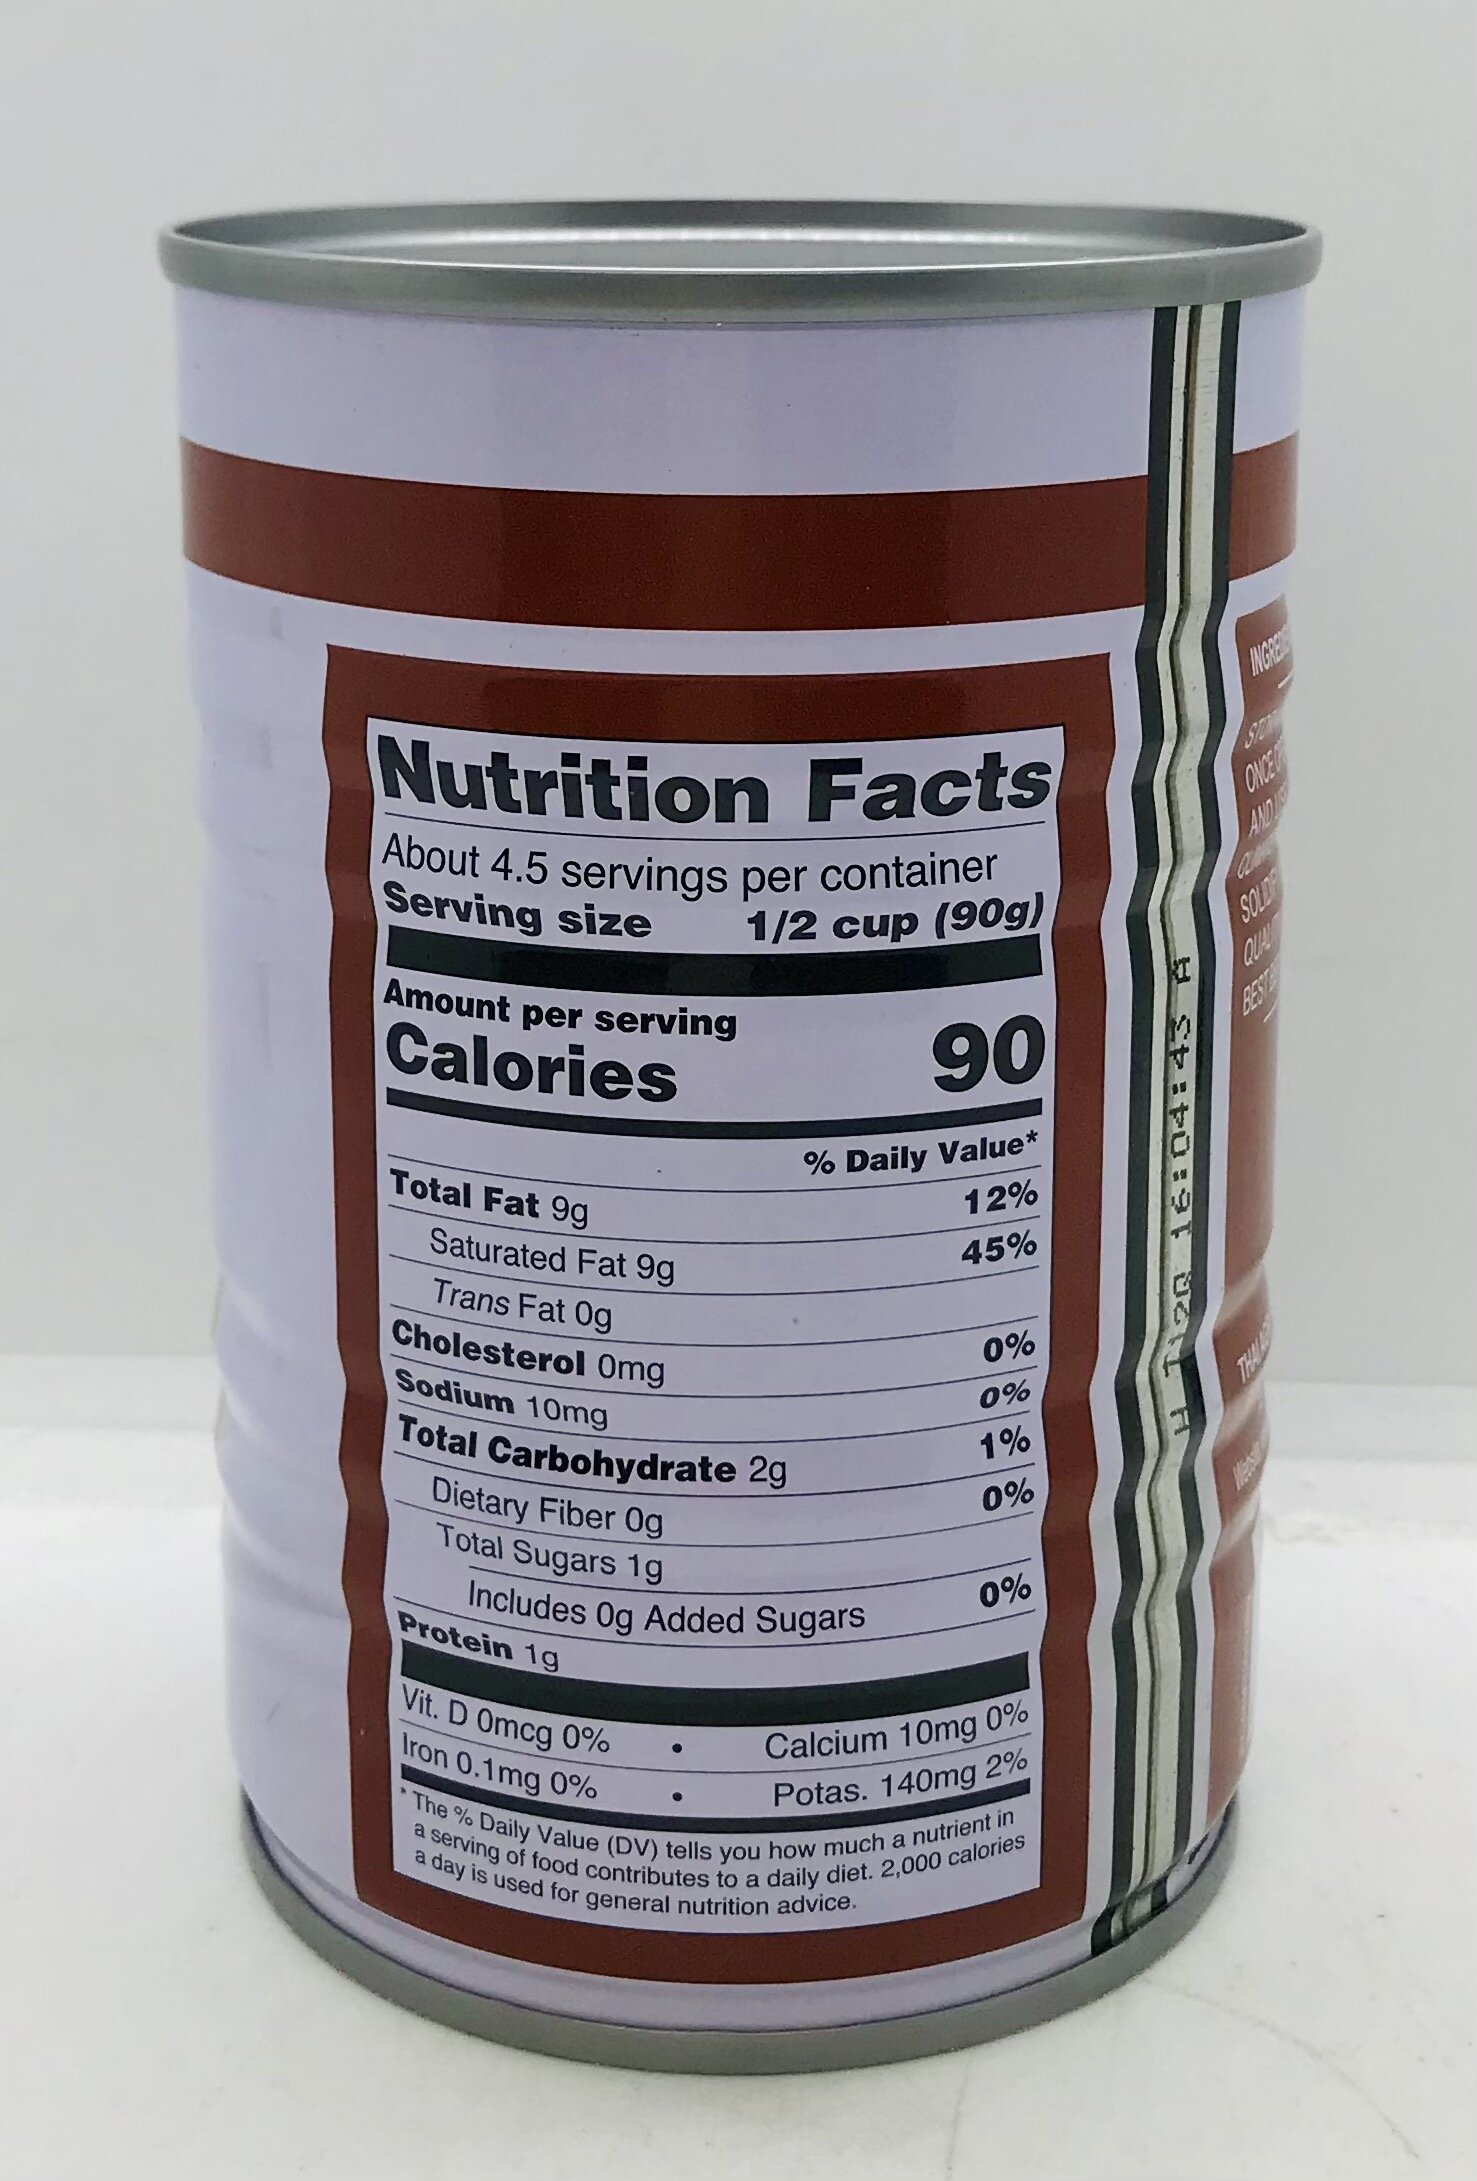 Nutrition Facts
About 4.5 servings per container
Serving size 1/2 cup (90g)
Amount per serving
Calories 90
% Daily Value*
Total Fat 9g 12%
Saturated Fat 9g 45%
Trans Fat 0g
Cholesterol 0mg 0%
Sodium 10mg 0%
Total Carbohydrate 2g 1%
Dietary Fiber 0g 0%
Total Sugars 1g
Includes 0g Added Sugars 0%
Protein 1g
Vit. D 0mcg 0% • Calcium 10mg 0%
Iron 0.1mg 0% • Potas. 140mg 2%
* The % Daily Value (DV) tells you how much a nutrient in
a serving of food contributes to a daily diet. 2,000 calories
a day is used for general nutrition advice.
16:04:43 A
ONCE
AND